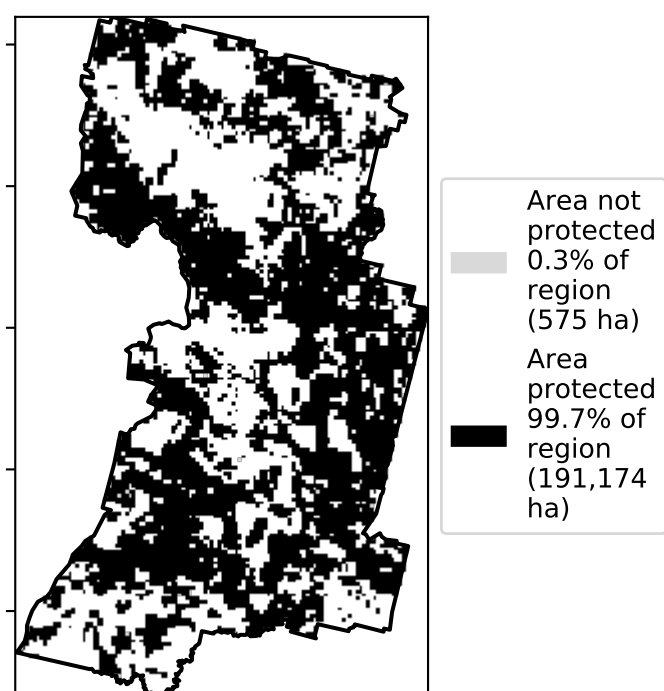 Area not
protected
0.3% of
region
(575 ha)
Area
protected
99.7% of
region
(191,174
ha)